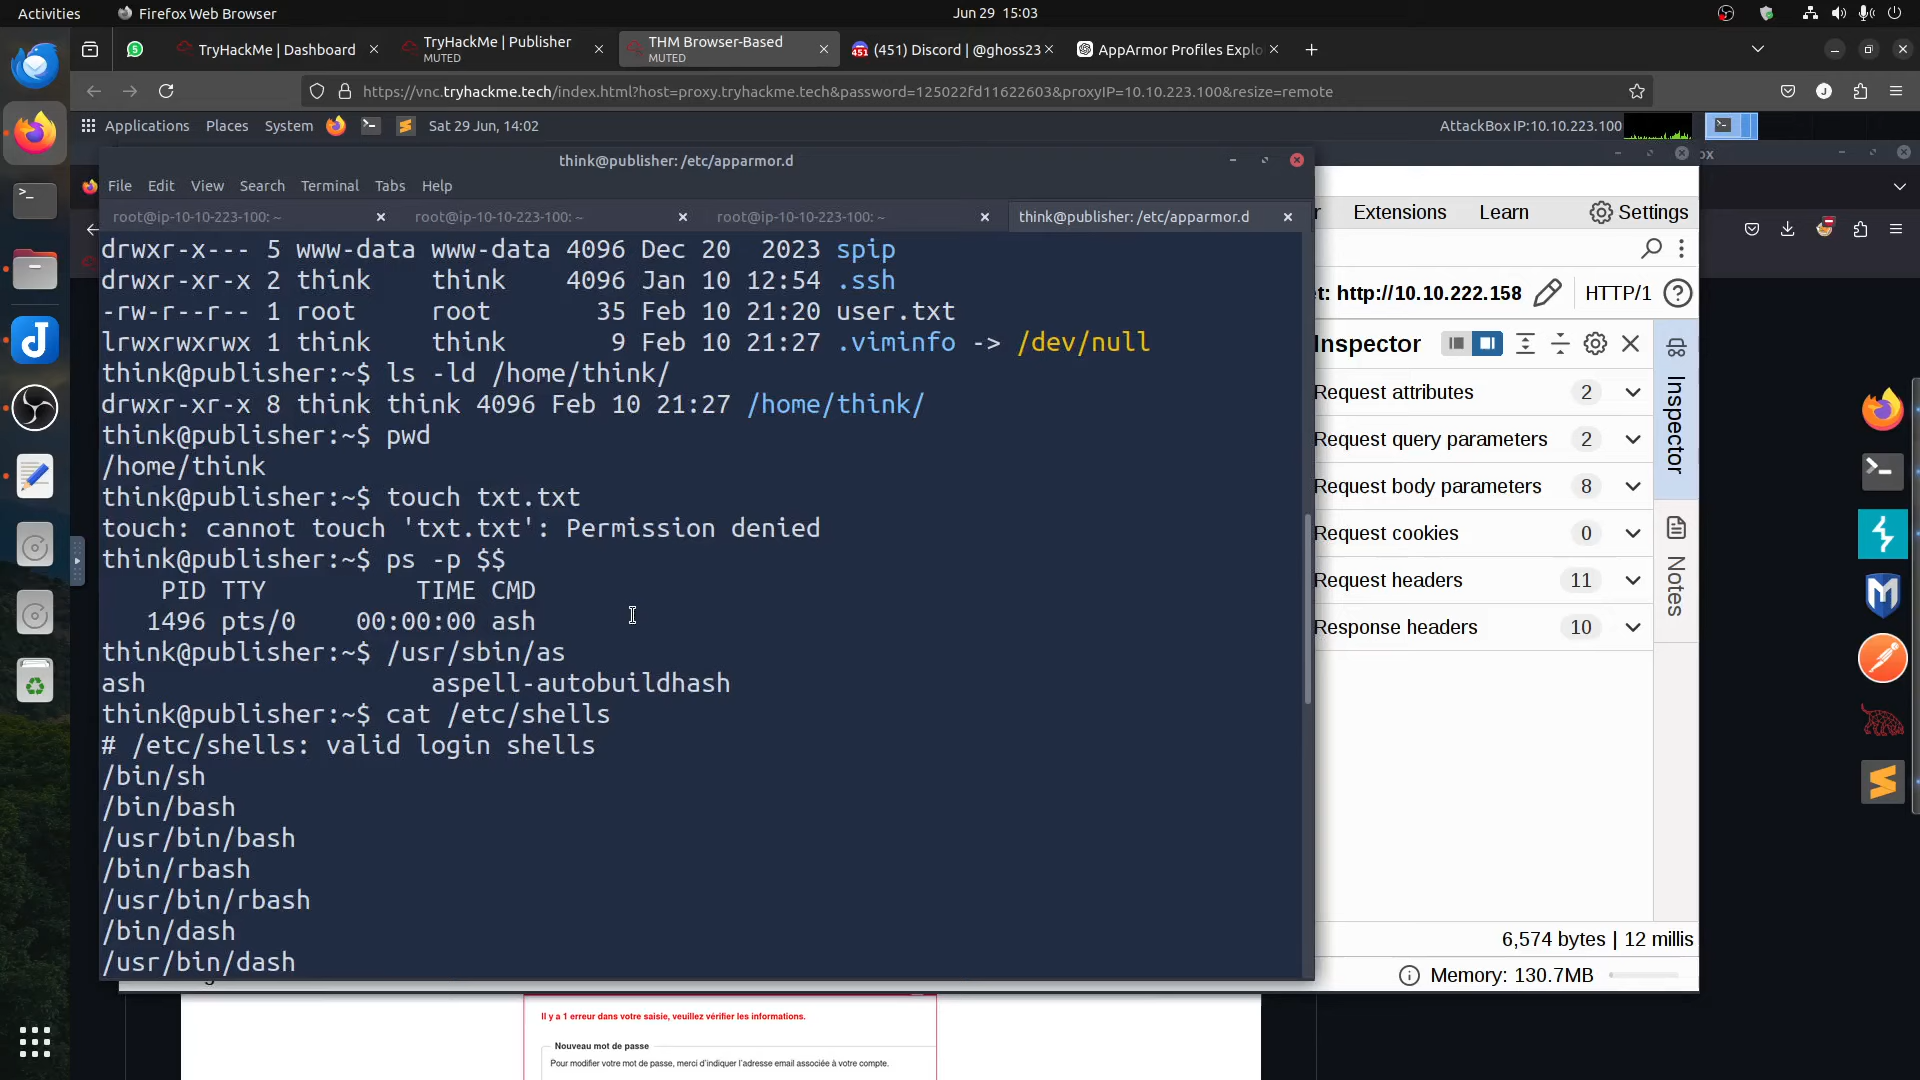 Activities
Firefox Web Browser
Jun 29 15:03
TryHackMe | Dashboard
TryHackMe | Publisher
MUTED
THM Browser-Based
MUTED
(451) Discord | @ghoss23
AppArmor Profiles Explo
https://vnc.tryhackme.tech/index.html?host=proxy.tryhackme.tech&password=125022fd11622603&proxyIP=10.10.223.100&resize=remote
Applications
Places
System
Sat 29 Jun, 14:02
AttackBox IP:10.10.223.100
think@publisher: /etc/apparmor.d
ox
File Edit View Search Terminal Tabs Help
root@ip-10-10-223-100: ~
root@ip-10-10-223-100: ~
root@ip-10-10-223-100: ~
think@publisher: /etc/apparmor.d
drwxr-x--- 5 www-data www-data 4096 Dec 20  2023 spip
drwxr-xr-x 2 think    think    4096 Jan 10 12:54 .ssh
-rw-r--r-- 1 root     root       35 Feb 10 21:20 user.txt
lrwxrwxrwx 1 think    think       9 Feb 10 21:27 .viminfo -> /dev/null
think@publisher:~$ ls -ld /home/think/
drwxr-xr-x 8 think think 4096 Feb 10 21:27 /home/think/
think@publisher:~$ pwd
/home/think
think@publisher:~$ touch txt.txt
touch: cannot touch 'txt.txt': Permission denied
think@publisher:~$ ps -p $$
    PID TTY          TIME CMD
   1496 pts/0    00:00:00 ash
think@publisher:~$ /usr/sbin/as
ash                   aspell-autobuildhash
think@publisher:~$ cat /etc/shells
# /etc/shells: valid login shells
/bin/sh
/bin/bash
/usr/bin/bash
/bin/rbash
/usr/bin/rbash
/bin/dash
/usr/bin/dash
r
Extensions
Learn
Settings
t: http://10.10.222.158
HTTP/1
Inspector
Request attributes 2
Request query parameters 2
Request body parameters 8
Request cookies 0
Request headers 11
Response headers 10
Inspector
Notes
6,574 bytes | 12 millis
Memory: 130.7MB
Il y a 1 erreur dans votre saisie, veuillez vérifier les informations.
Nouveau mot de passe
Pour modifier votre mot de passe, merci d'indiquer l'adresse email associée à votre compte.